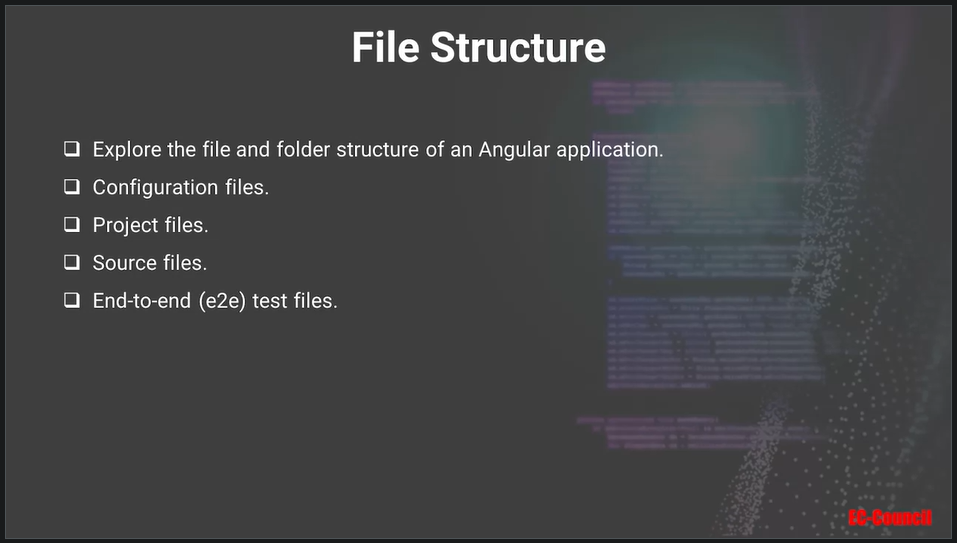 File Structure
❑ Explore the file and folder structure of an Angular application.
❑ Configuration files.
❑ Project files.
❑ Source files.
❑ End-to-end (e2e) test files.
EC-Council